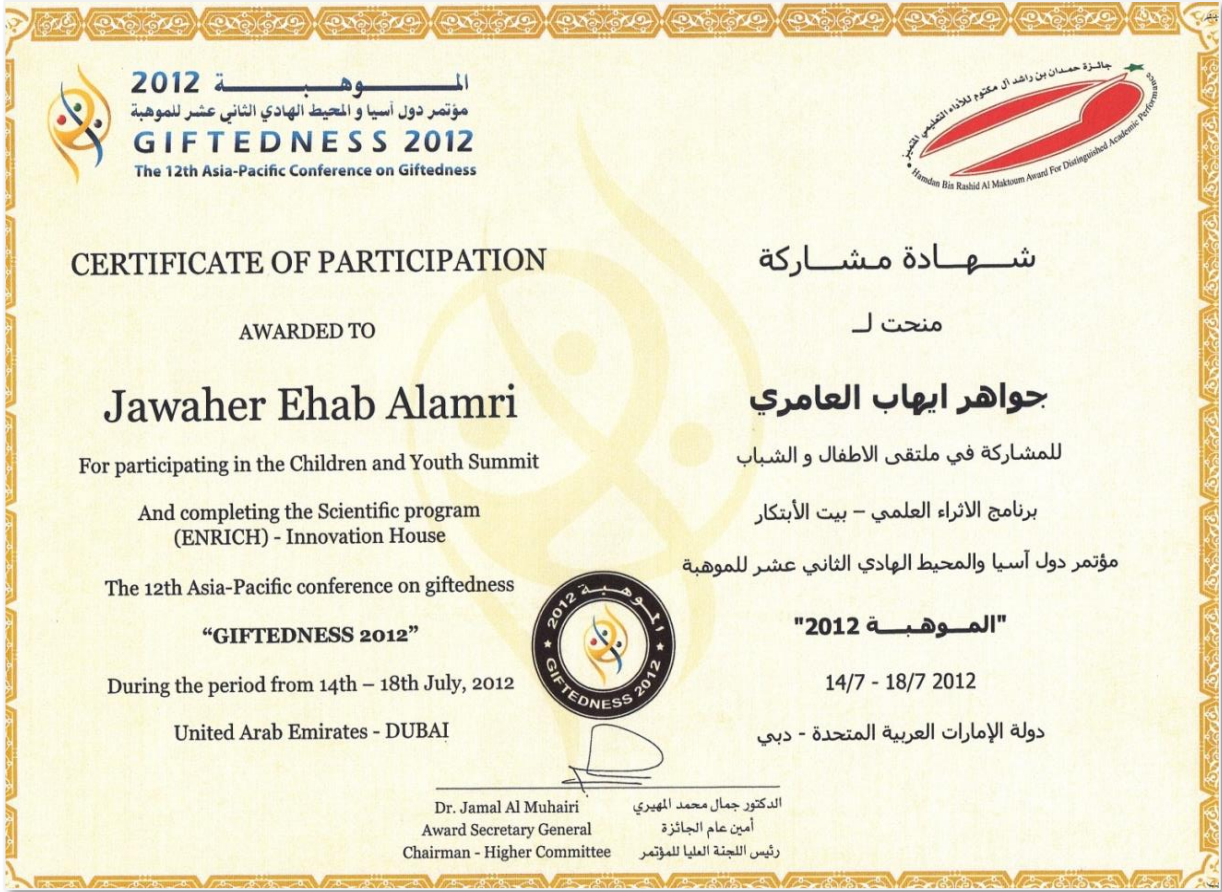 المــوهــبــة 2012
مؤتمر دول آسيا و المحيط الهادي الثاني عشر للموهبة
GIFTEDNESS 2012
The 12th Asia-Pacific Conference on Giftedness
جائزة حمدان بن راشد آل مكتوم للأداء التعليمي المتميز
Hamdan Bin Rashid Al Maktoum Award For Distinguished Academic Performance
CERTIFICATE OF PARTICIPATION
AWARDED TO
Jawaher Ehab Alamri
For participating in the Children and Youth Summit
And completing the Scientific program
(ENRICH) - Innovation House
The 12th Asia-Pacific conference on giftedness
“GIFTEDNESS 2012”
During the period from 14th – 18th July, 2012
United Arab Emirates - DUBAI
شــهــادة مـشــاركة
منحت لــ
جواهر ايهاب العامري
للمشاركة في ملتقى الاطفال و الشباب
برنامج الاثراء العلمي – بيت الأبتكار
مؤتمر دول آسيا والمحيط الهادي الثاني عشر للموهبة
"المــوهـبــة 2012"
14/7 - 18/7 2012
دولة الإمارات العربية المتحدة - دبي
الموهبة 2012
GIFTEDNESS 2012
Dr. Jamal Al Muhairi
Award Secretary General
Chairman - Higher Committee
الدكتور جمال محمد المهيري
أمين عام الجائزة
رئيس اللجنة العليا للمؤتمر